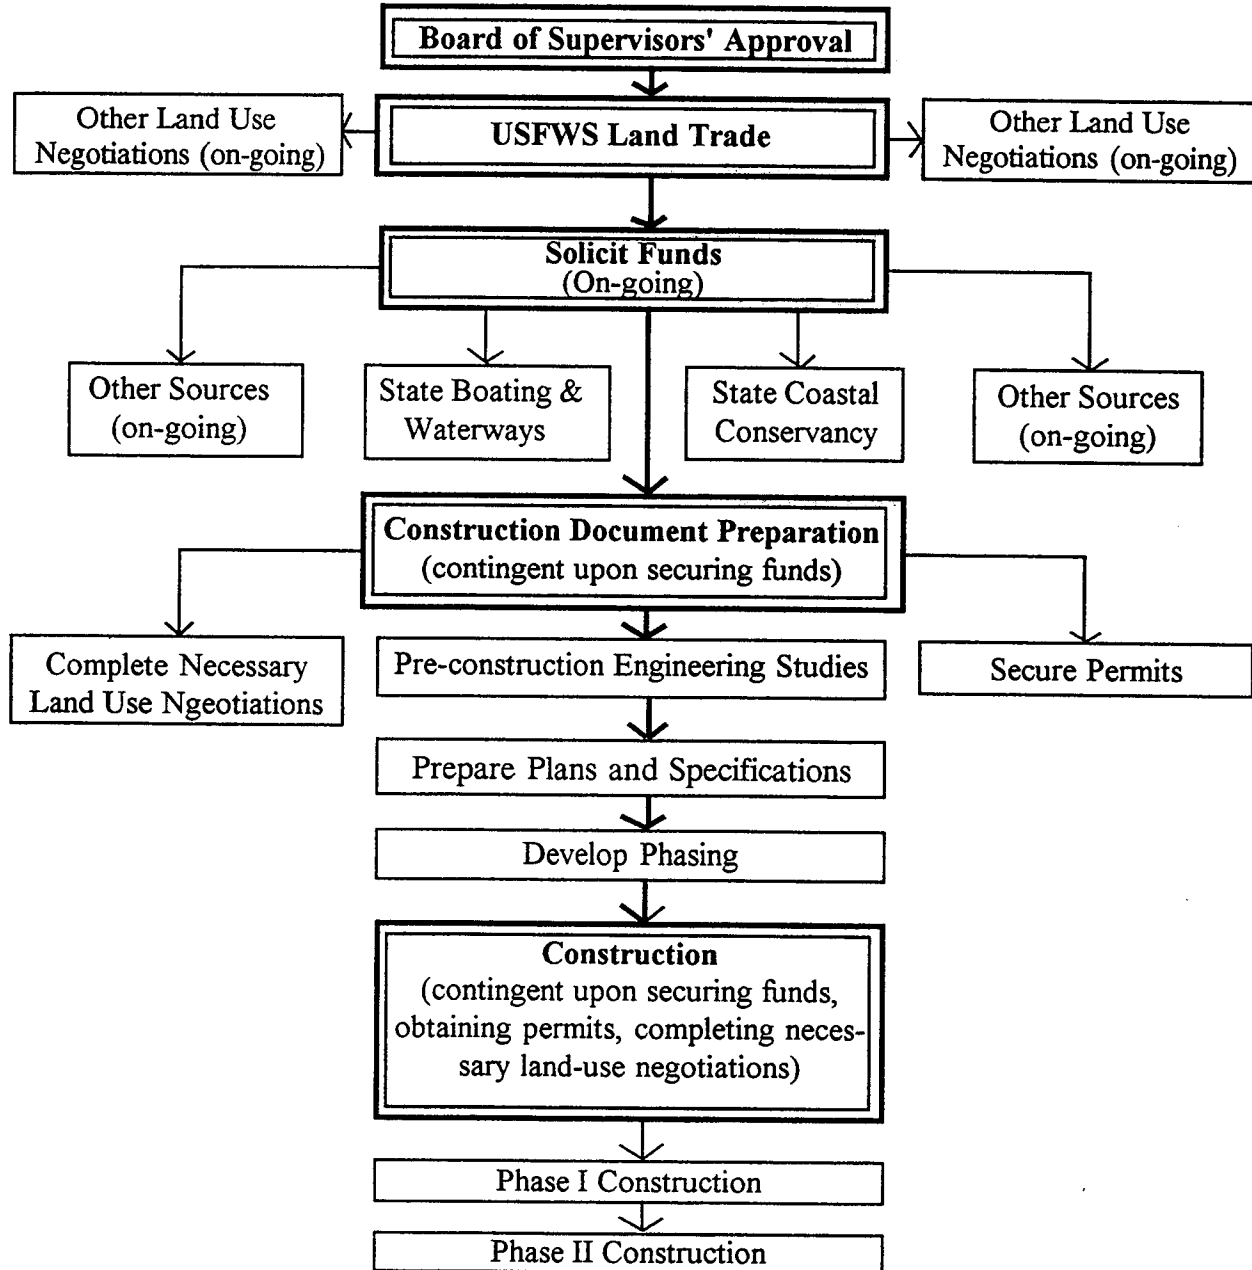 Board of Supervisors' Approval
Other Land Use
Negotiations (on-going)
USFWS Land Trade
Other Land Use
Negotiations (on-going)
Solicit Funds
(On-going)
Other Sources
(on-going)
State Boating &
Waterways
State Coastal
Conservancy
Other Sources
(on-going)
Construction Document Preparation
(contingent upon securing funds)
Complete Necessary
Land Use Ngeotiations
Pre-construction Engineering Studies
Secure Permits
Prepare Plans and Specifications
Develop Phasing
Construction
(contingent upon securing funds,
obtaining permits, completing neces-
sary land-use negotiations)
Phase I Construction
Phase II Construction